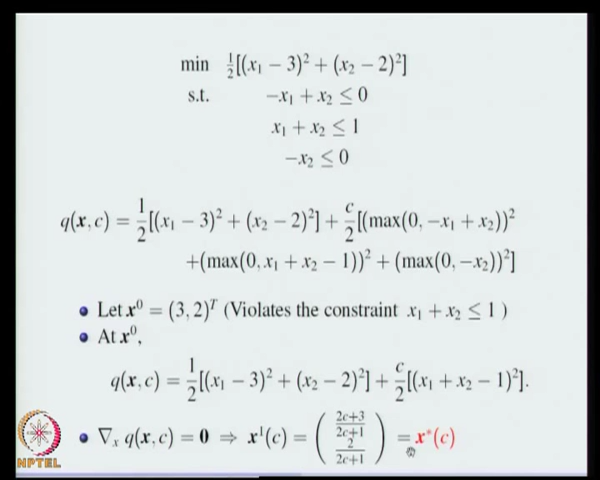 min ½[(x₁ − 3)² + (x₂ − 2)²]
s.t. −x₁ + x₂ ≤ 0
x₁ + x₂ ≤ 1
−x₂ ≤ 0
q(x, c) = 1/2[(x₁ − 3)² + (x₂ − 2)²] + c/2[(max(0, −x₁ + x₂))²
+(max(0, x₁ + x₂ − 1))² + (max(0, −x₂))²]
• Let x⁰ = (3, 2)ᵀ (Violates the constraint x₁ + x₂ ≤ 1 )
• At x⁰,
q(x, c) = 1/2[(x₁ − 3)² + (x₂ − 2)²] + c/2[(x₁ + x₂ − 1)²].
• ∇ₓ q(x, c) = 0 ⇒ x¹(c) = ( (2c+3)/(2c+1) 2/(2c+1) ) = x*(c)
NPTEL